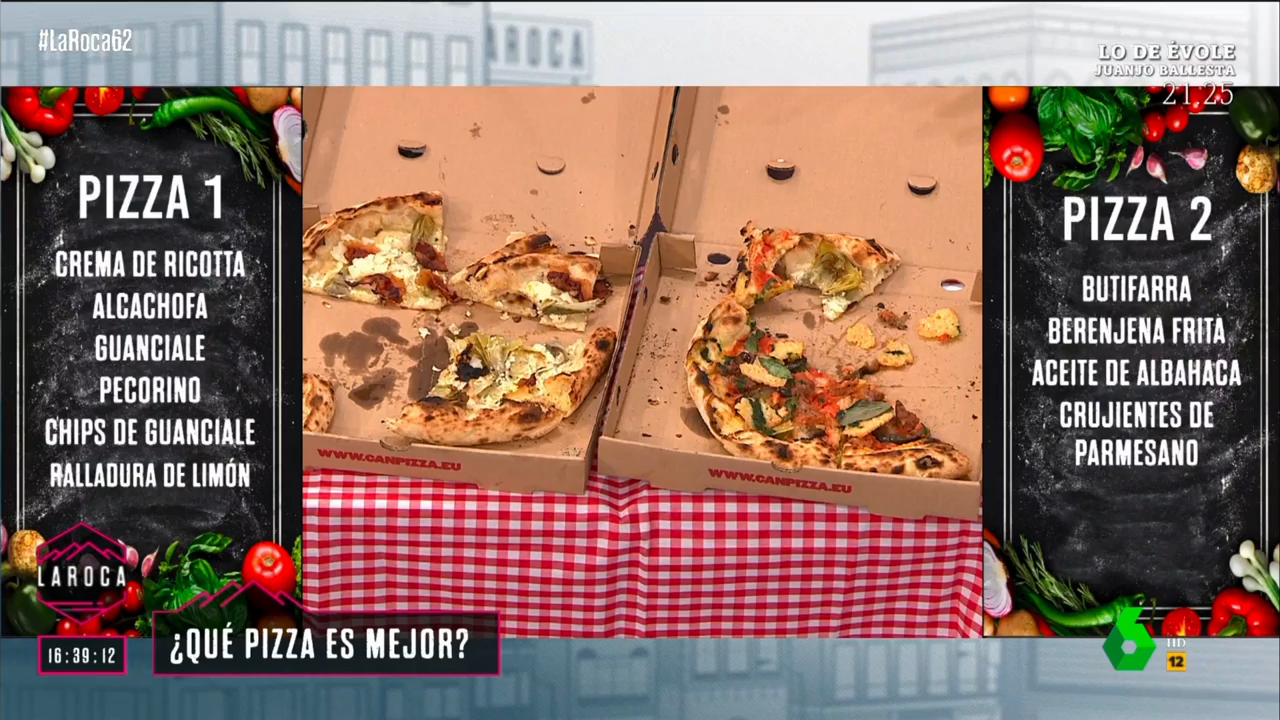 #LaRoca62
LAROCA
LO DE ÉVOLE
JUANJO BALLESTA
21:25
PIZZA 1
CREMA DE RICOTTA
ALCACHOFA
GUANCIALE
PECORINO
CHIPS DE GUANCIALE
RALLADURA DE LIMÓN
WWW.CANPIZZA.EU
WWW.CANPIZZA.EU
PIZZA 2
BUTIFARRA
BERENJENA FRITA
ACEITE DE ALBAHACA
CRUJIENTES DE
PARMESANO
LAROCA
16:39:12
¿QUÉ PIZZA ES MEJOR?
6
HD
12